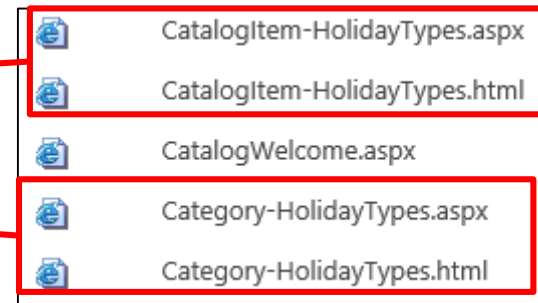 CatalogItem-HolidayTypes.aspx
CatalogItem-HolidayTypes.html
CatalogWelcome.aspx
Category-HolidayTypes.aspx
Category-HolidayTypes.html